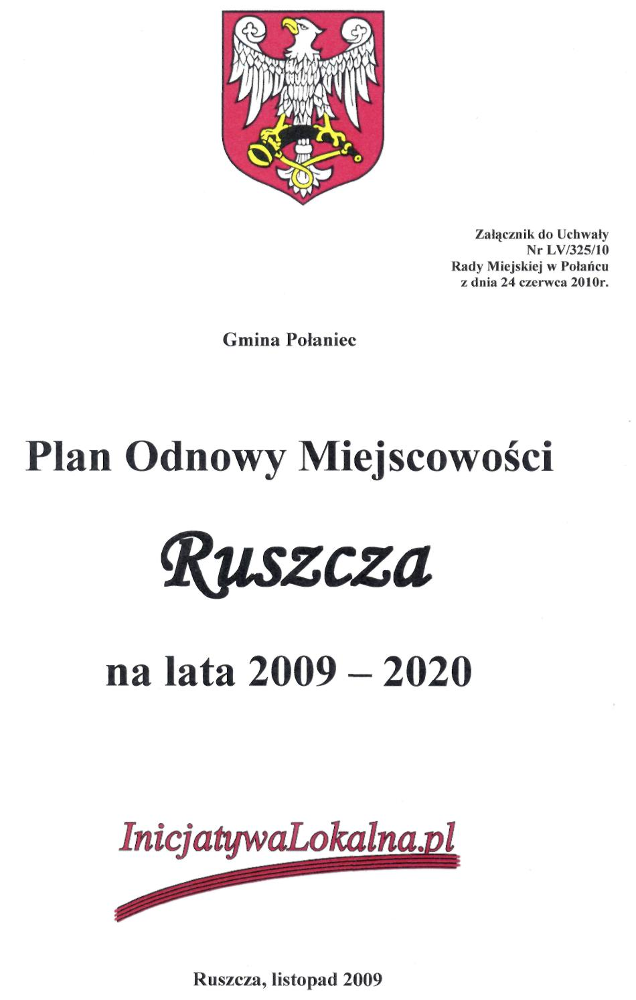 Załącznik do Uchwały
Nr LV/325/10
Rady Miejskiej w Połańcu
z dnia 24 czerwca 2010r.
Gmina Połaniec
Plan Odnowy Miejscowości
Ruszcza
na lata 2009 – 2020
InicjatywaLokalna.pl
Ruszcza, listopad 2009